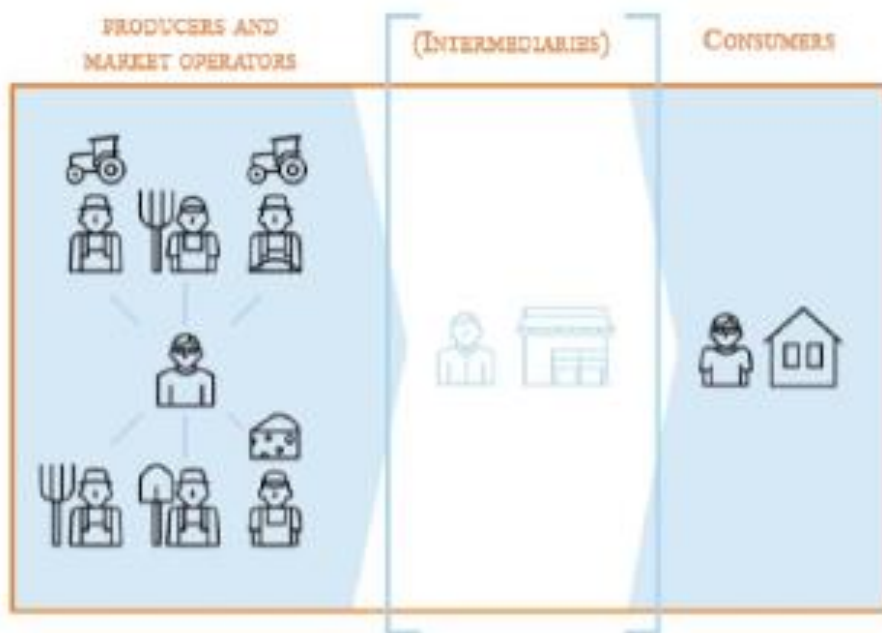 PRODUCERS AND
MARKET OPERATORS
(INTERMEDIARIES)
CONSUMERS